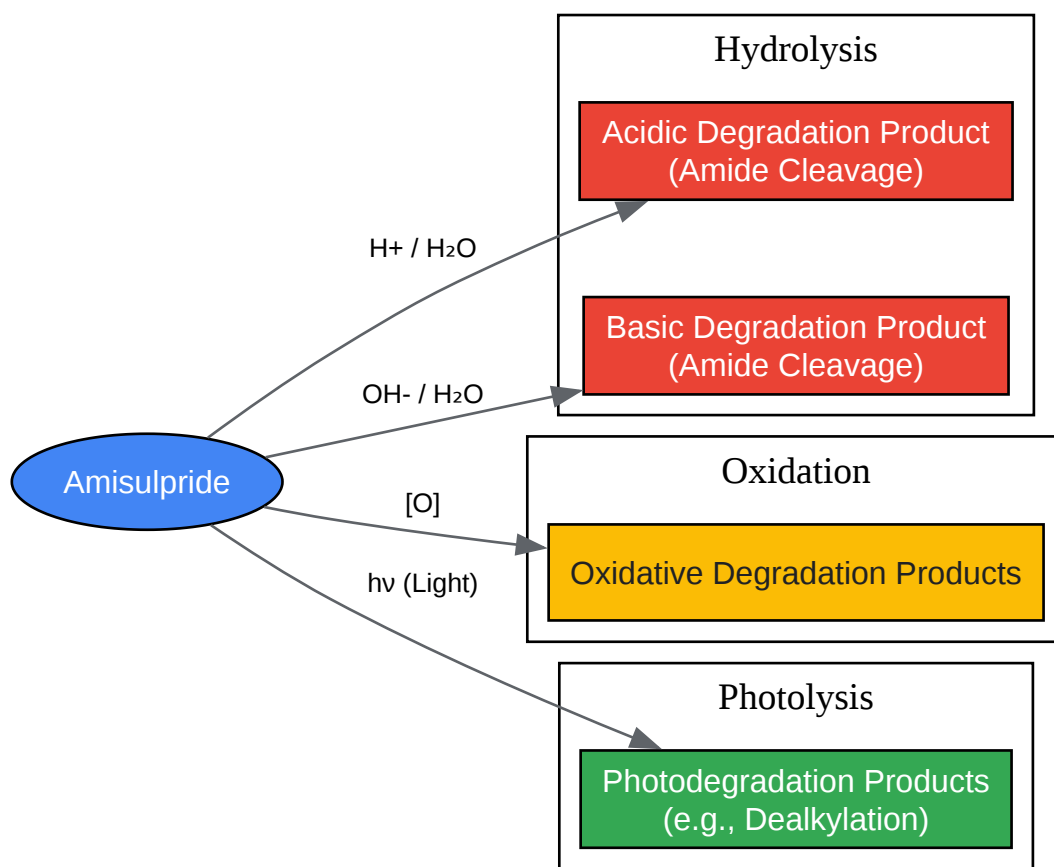 Hydrolysis
Acidic Degradation Product
(Amide Cleavage)
H+ / H₂O
Basic Degradation Product
(Amide Cleavage)
OH- / H₂O
Amisulpride
Oxidation
[O]
Oxidative Degradation Products
hν (Light)
Photolysis
Photodegradation Products
(e.g., Dealkylation)